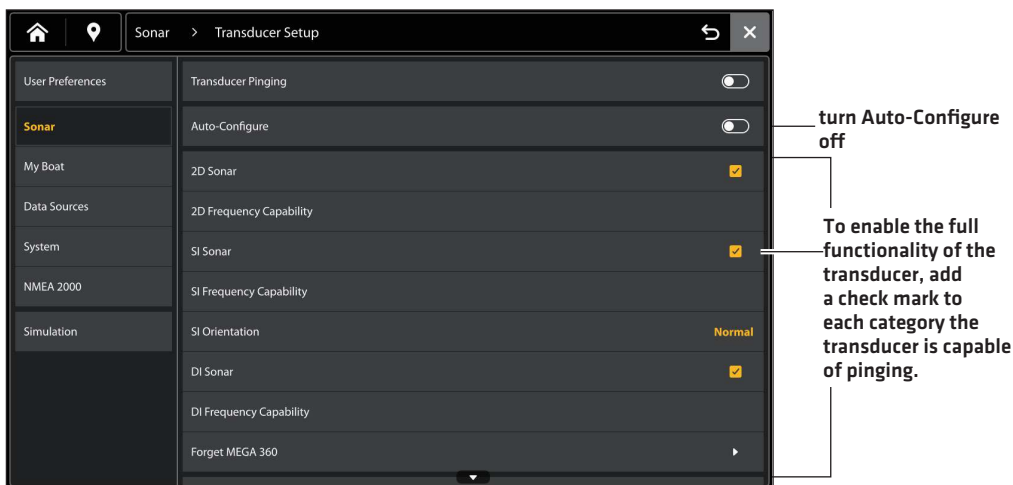 Sonar > Transducer Setup
User Preferences
Sonar
My Boat
Data Sources
System
NMEA 2000
Simulation
Transducer Pinging
Auto-Configure
2D Sonar
2D Frequency Capability
SI Sonar
SI Frequency Capability
SI Orientation Normal
DI Sonar
DI Frequency Capability
Forget MEGA 360
turn Auto-Configure
off
To enable the full
functionality of the
transducer, add
a check mark to
each category the
transducer is capable
of pinging.